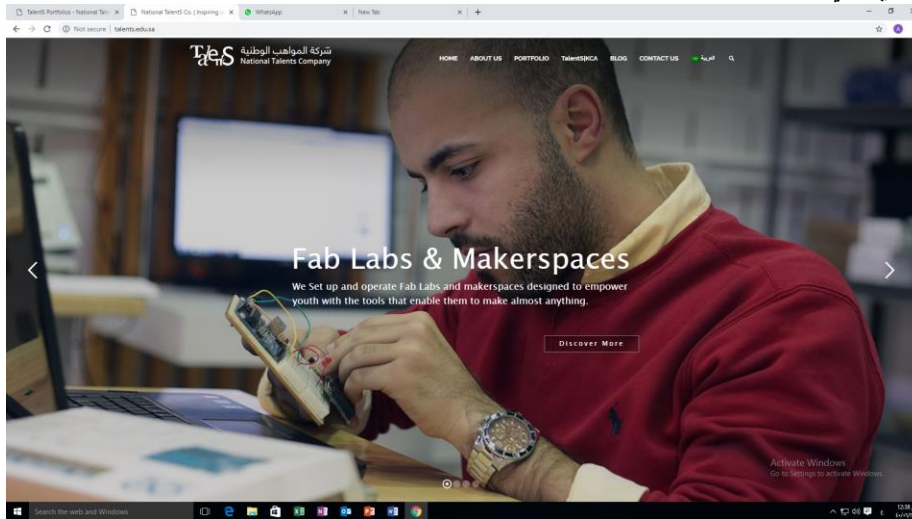 TalentS Portfolios - National Tale
National TalentS Co. | Inspiring
WhatsApp
New Tab
Not secure | talents.edu.sa
TalenS شركة المواهب الوطنية
National Talents Company
HOME ABOUT US PORTFOLIO TalentS|KCA BLOG CONTACT US العربية
Fab Labs & Makerspaces
We Set up and operate Fab Labs and makerspaces designed to empower
youth with the tools that enable them to make almost anything.
Discover More
Activate Windows
Go to Settings to activate Windows.
Search the web and Windows